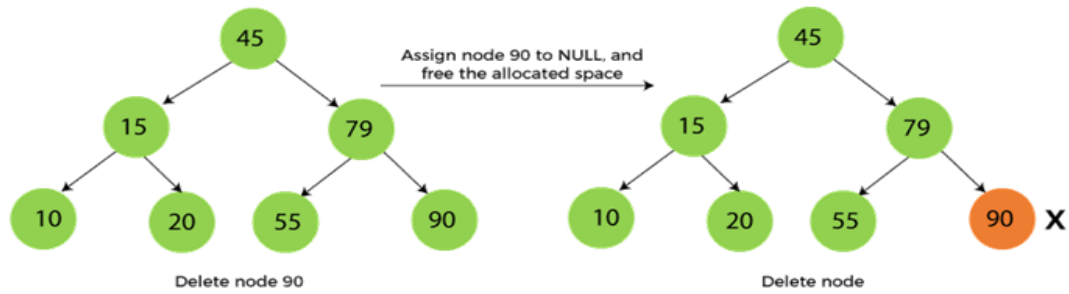 45
Assign node 90 to NULL, and
free the allocated space
45
15
79
15
79
10
20
55
90
10
20
55
90
X
Delete node 90
Delete node